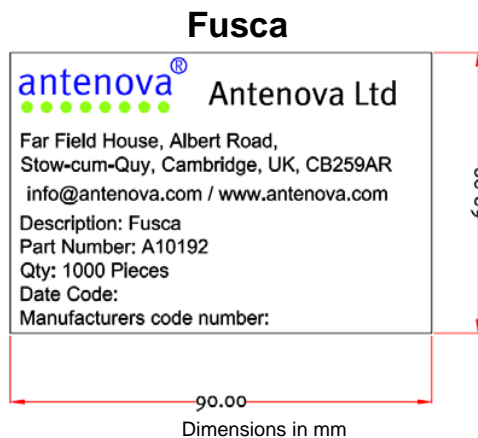 Fusca
antenova®
Antenova Ltd
Far Field House, Albert Road,
Stow-cum-Quy, Cambridge, UK, CB259AR
info@antenova.com / www.antenova.com
Description: Fusca
Part Number: A10192
Qty: 1000 Pieces
Date Code:
Manufacturers code number:
90.00
Dimensions in mm